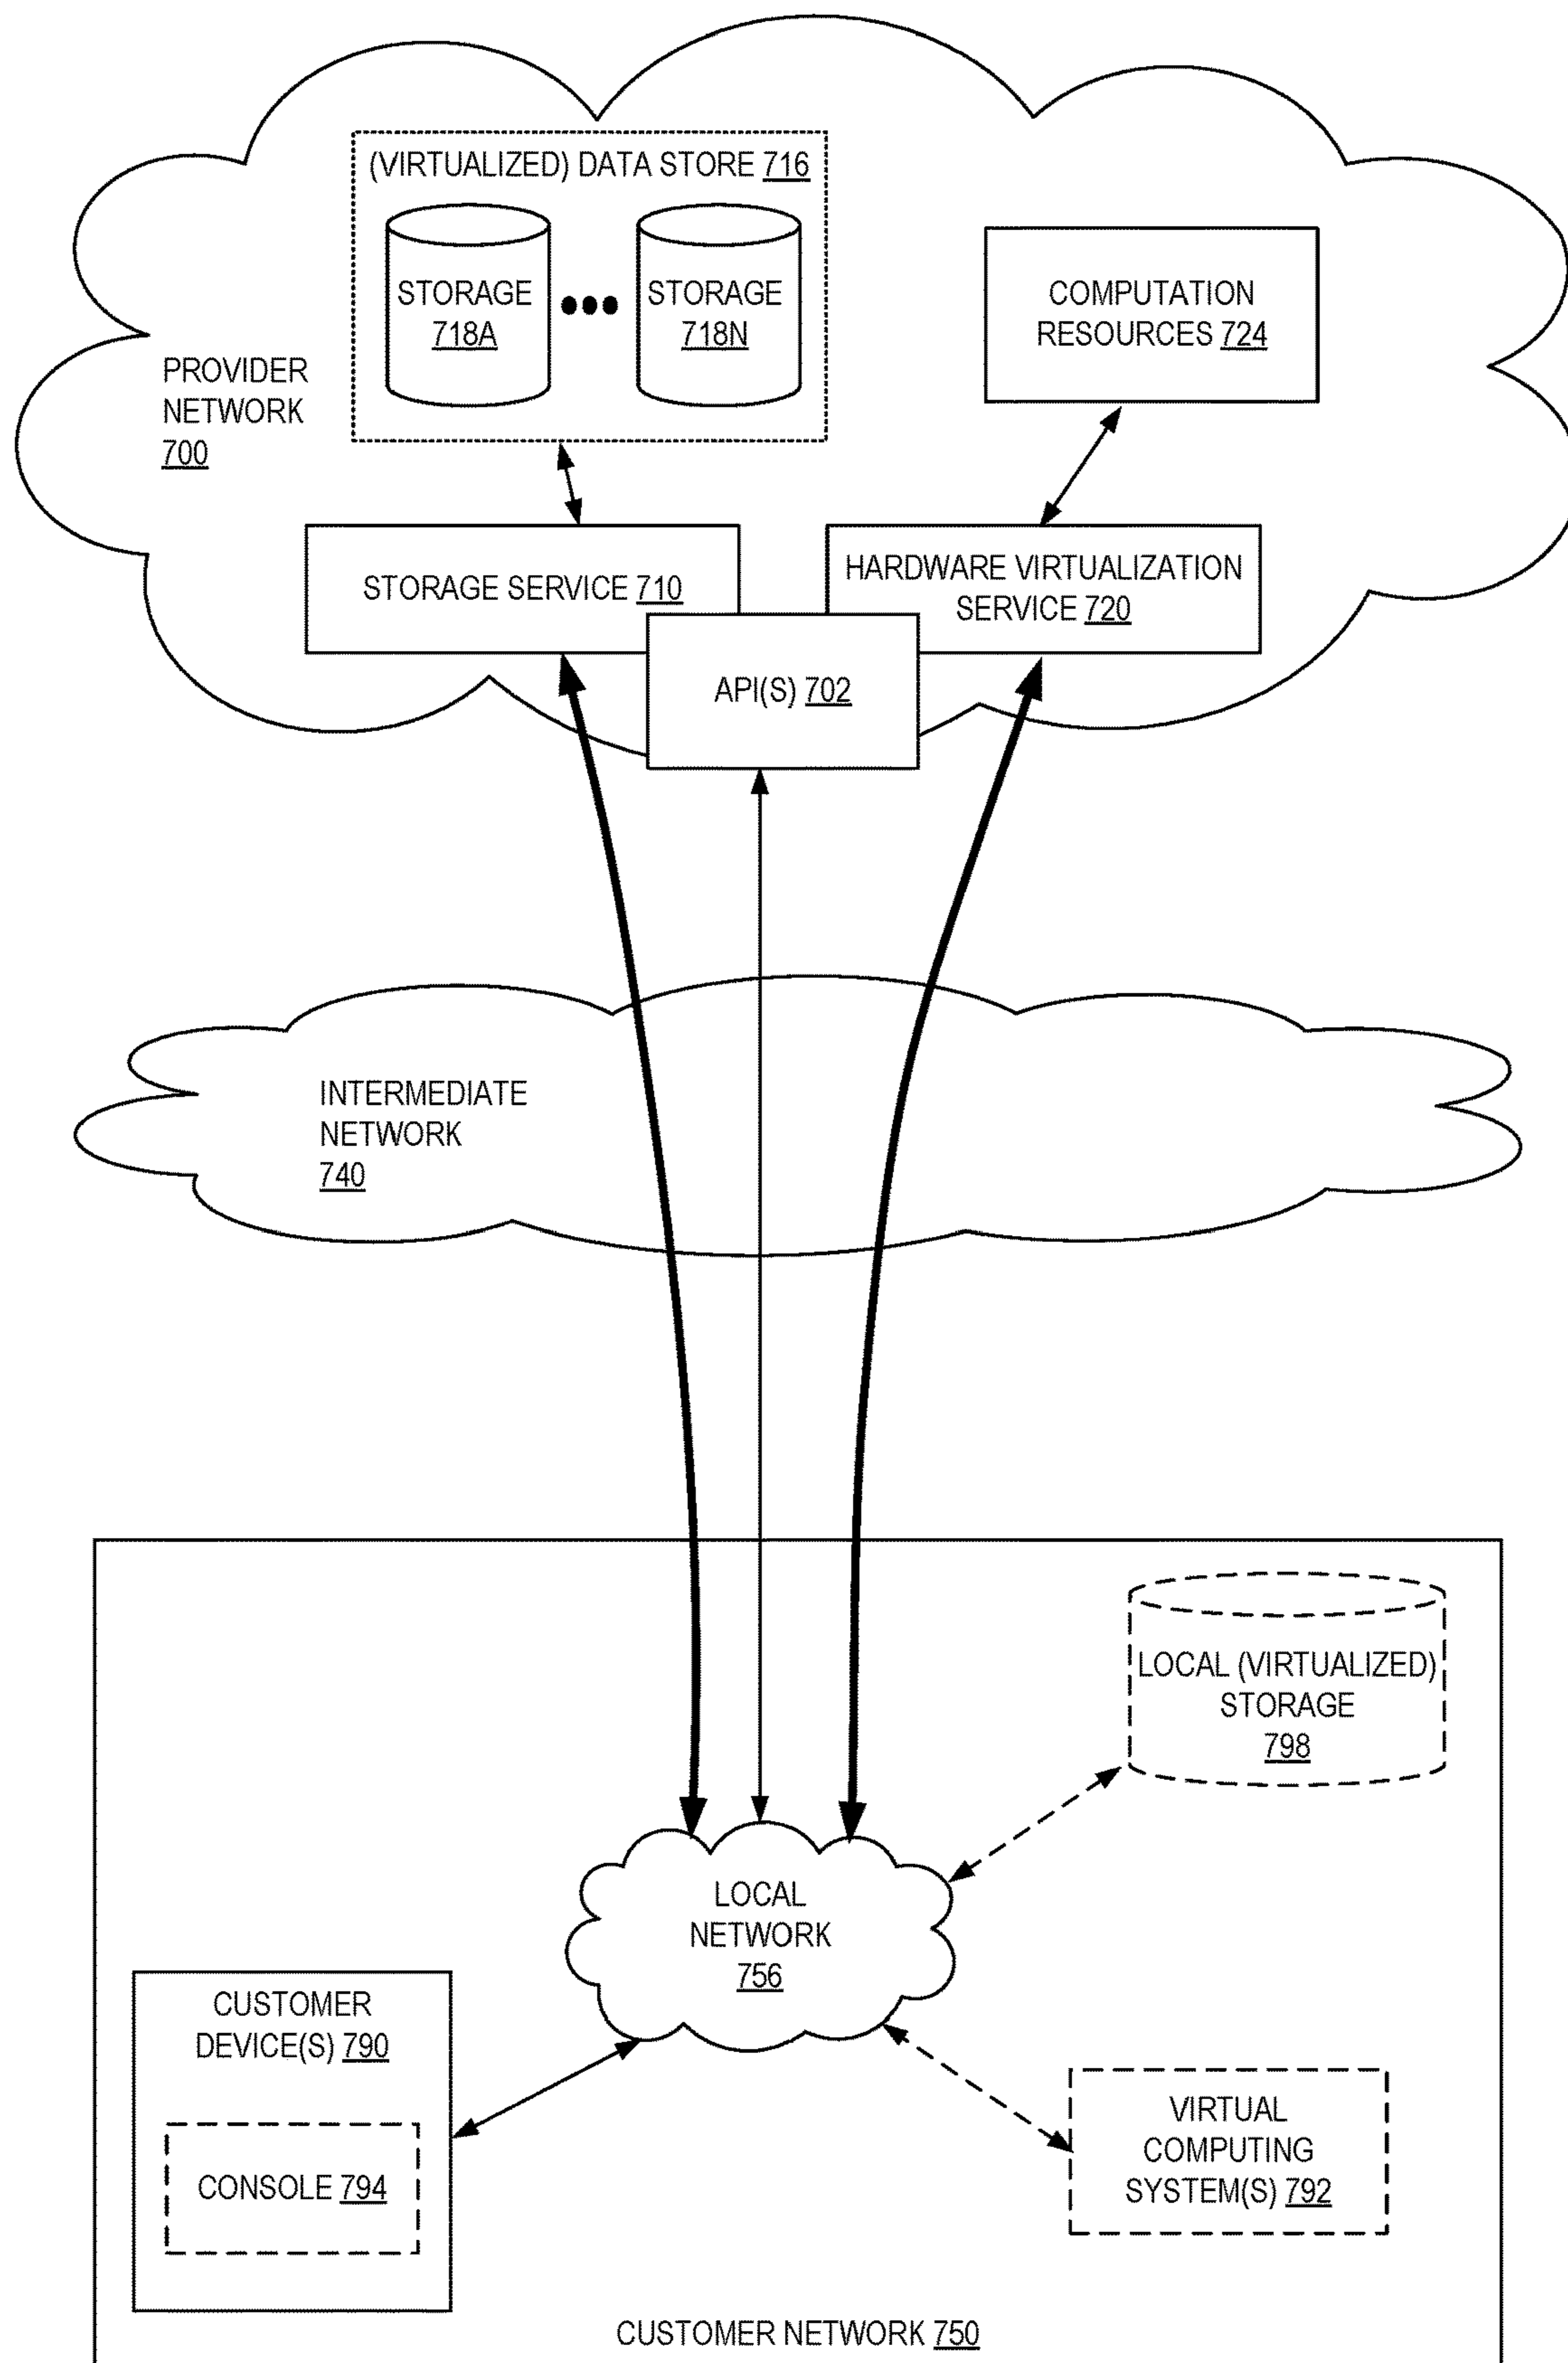 (VIRTUALIZED) DATA STORE 716
STORAGE
718A
STORAGE
718N
COMPUTATION
RESOURCES 724
PROVIDER
NETWORK
700
STORAGE SERVICE 710
HARDWARE VIRTUALIZATION
SERVICE 720
API(S) 702
INTERMEDIATE
NETWORK
740
LOCAL (VIRTUALIZED)
STORAGE
798
LOCAL
NETWORK
756
CUSTOMER
DEVICE(S) 790
CONSOLE 794
VIRTUAL
COMPUTING
SYSTEM(S) 792
CUSTOMER NETWORK 750